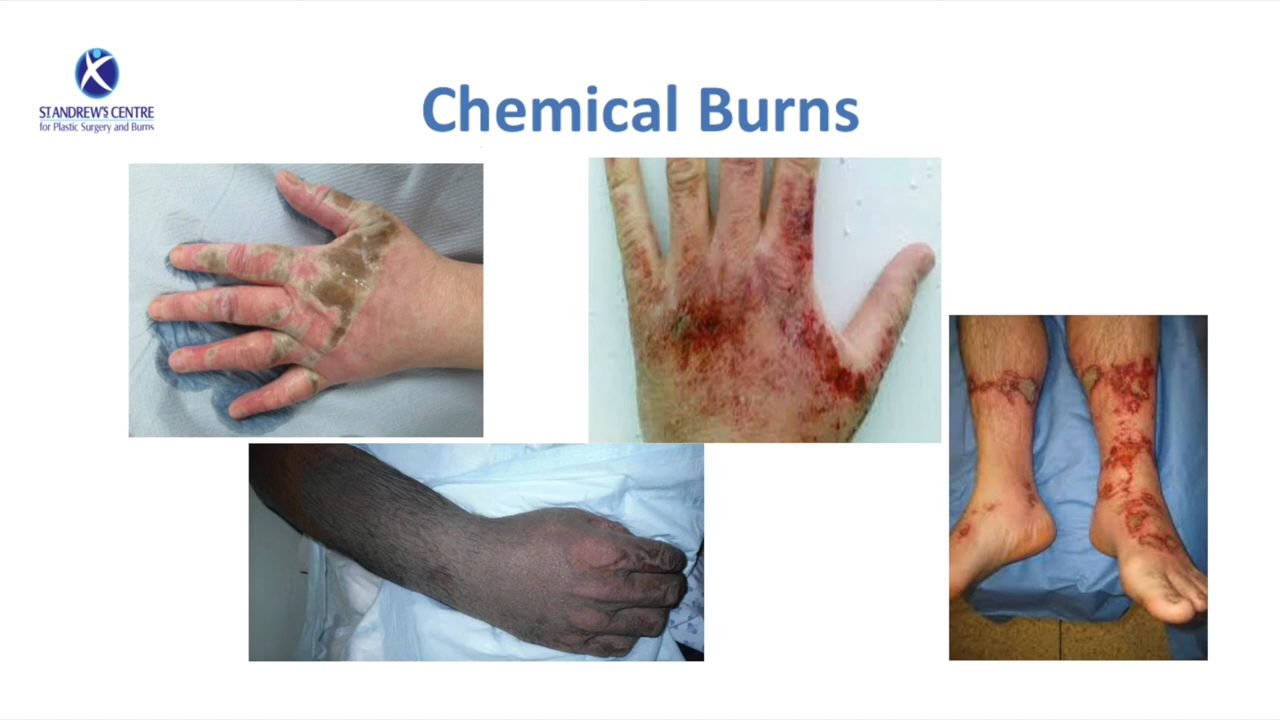 ST ANDREW'S CENTRE
for Plastic Surgery and Burns
Chemical Burns